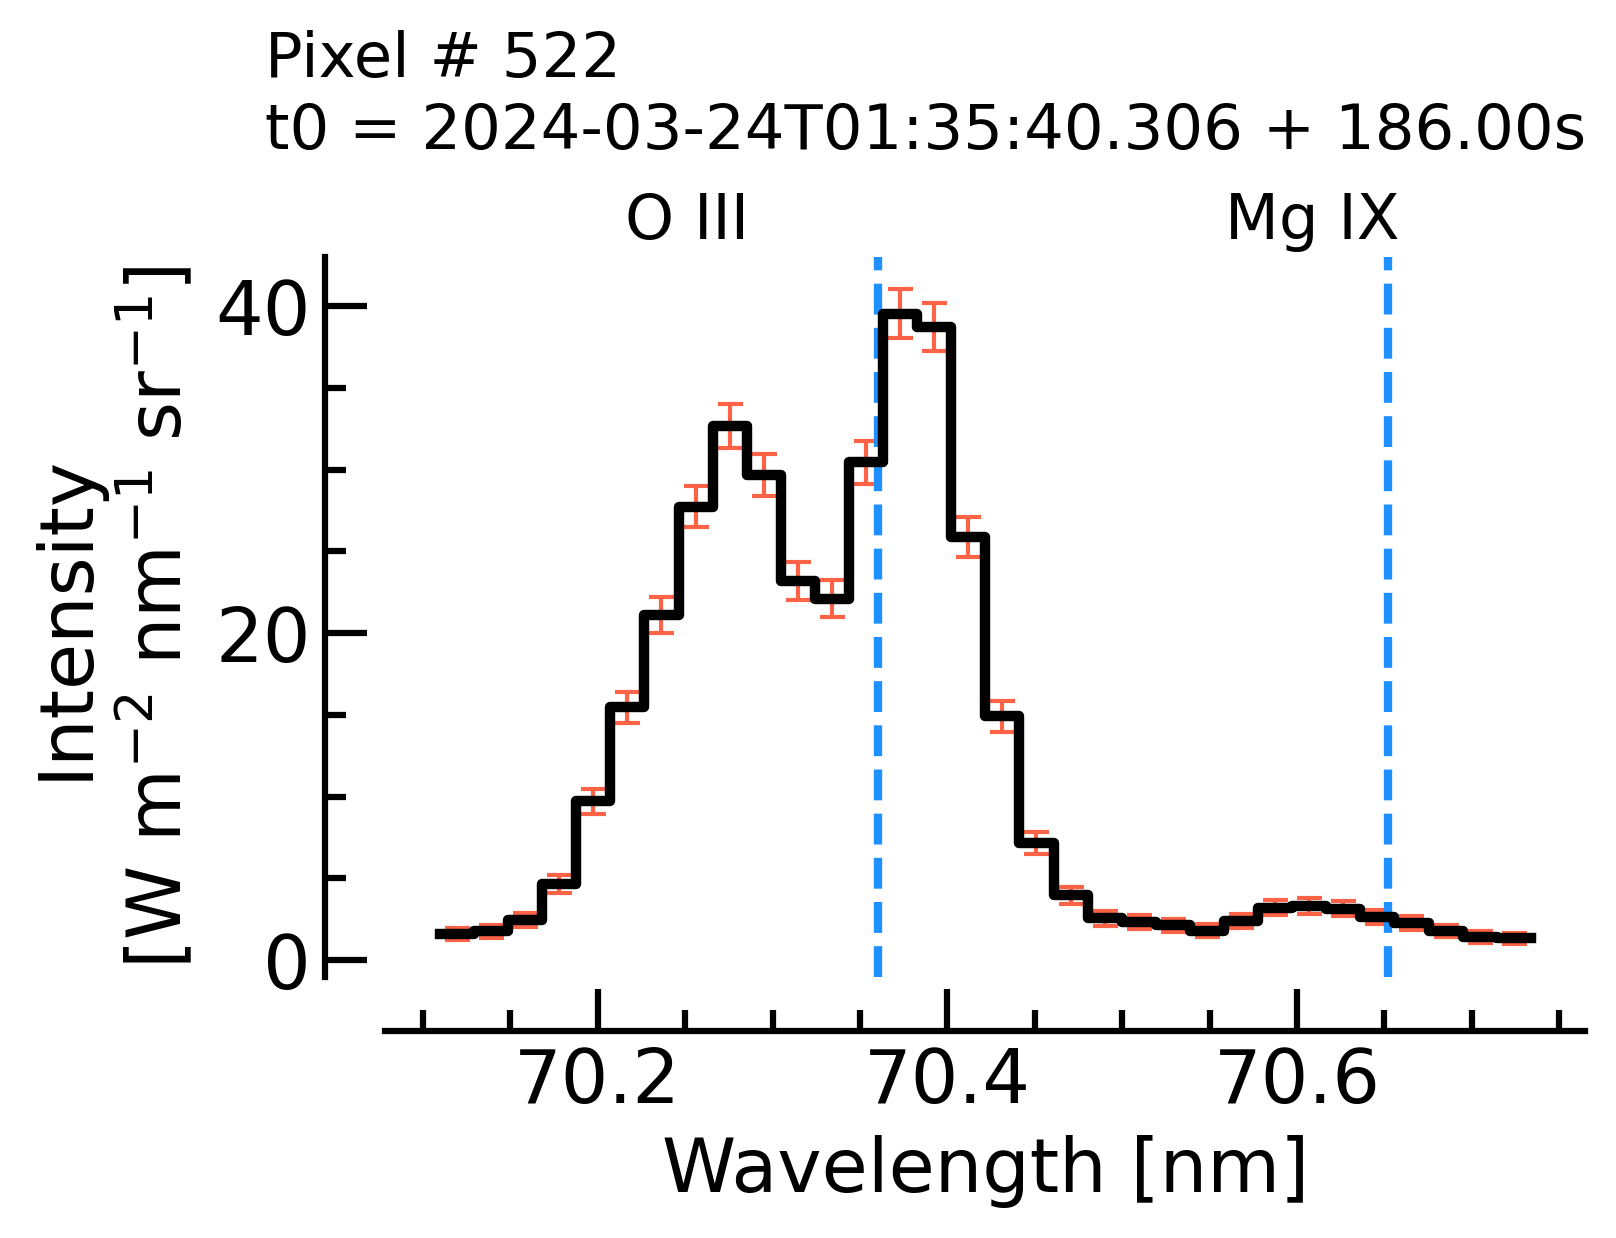 Pixel # 522
t0 = 2024-03-24T01:35:40.306 + 186.00s
O III Mg IX
Intensity
[W m⁻² nm⁻¹ sr⁻¹]
40
20
0
70.2 70.4 70.6
Wavelength [nm]